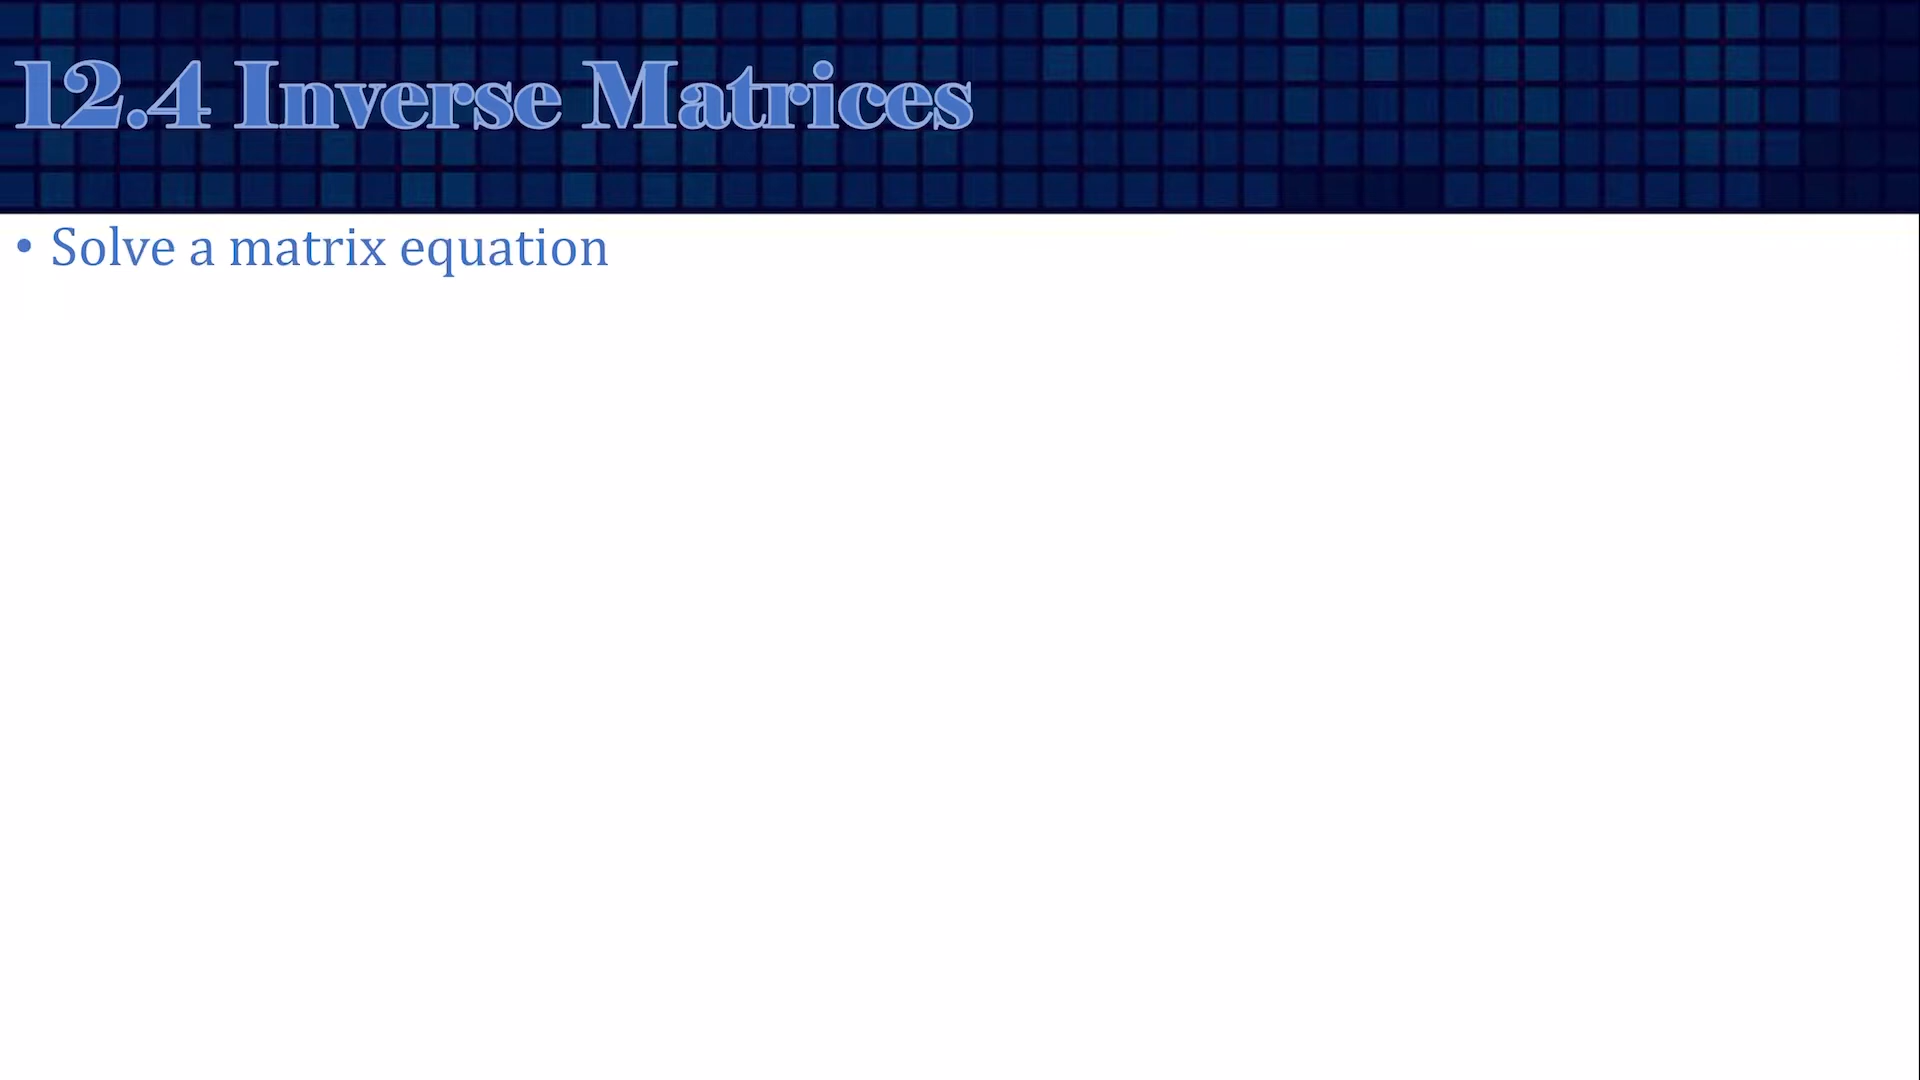 12.4 Inverse Matrices
• Solve a matrix equation